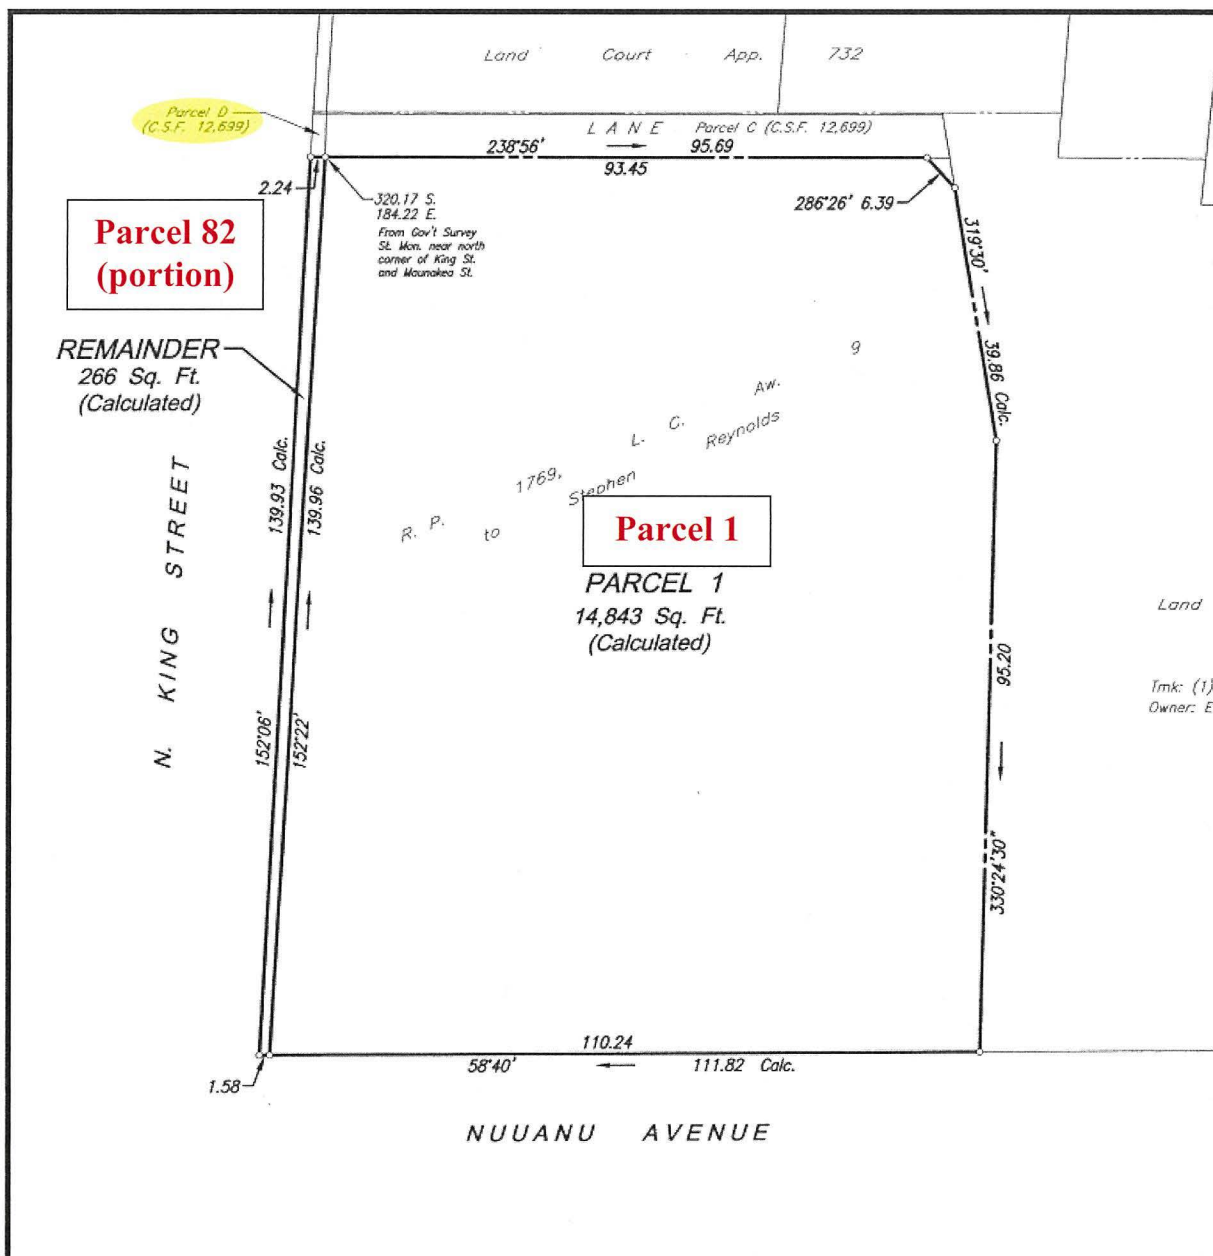 Land Court App. 732
Parcel D
(C.S.F. 12,699)
LANE Parcel C (C.S.F. 12,699)
238°56' 95.69
93.45
2.24
320.17 S.
184.22 E.
From Gov't Survey
St. Mon. near north
corner of King St.
and Maunakea St.
286°26' 6.39
319°30'
39.86 Calc.
Parcel 82
(portion)
REMAINDER
266 Sq. Ft.
(Calculated)
9
R. P. 1769, L. C. Aw.
to Stephen Reynolds
139.93 Calc.
139.96 Calc.
N. KING STREET
Parcel 1
PARCEL 1
14,843 Sq. Ft.
(Calculated)
Land
95.20
Tmk: (1)
Owner: E
152°06'
152°22'
330°24'30"
110.24
58°40' 111.82 Calc.
1.58
NUUANU AVENUE